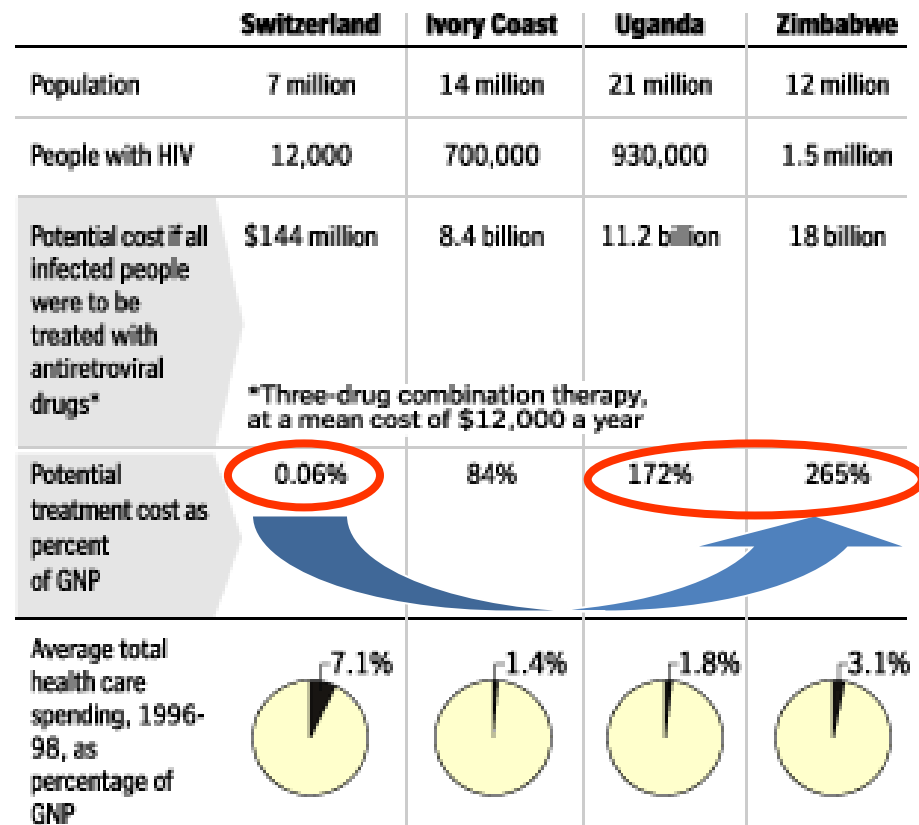 Switzerland Ivory Coast Uganda Zimbabwe
Population 7 million 14 million 21 million 12 million
People with HIV 12,000 700,000 930,000 1.5 million
Potential cost if all $144 million 8.4 billion 11.2 billion 18 billion
infected people
were to be
treated with
antiretroviral
drugs*
*Three-drug combination therapy,
at a mean cost of $12,000 a year
Potential 0.06% 84% 172% 265%
treatment cost as
percent
of GNP
Average total 7.1% 1.4% 1.8% 3.1%
health care
spending, 1996-
98, as
percentage of
GNP